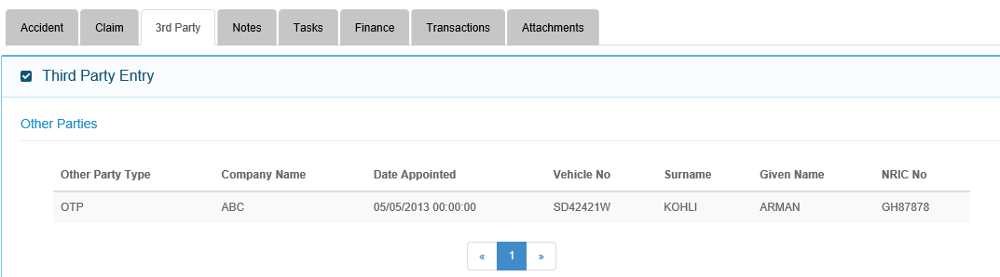 Accident Claim 3rd Party Notes Tasks Finance Transactions Attachments
Third Party Entry
Other Parties
Other Party Type Company Name Date Appointed Vehicle No Surname Given Name NRIC No
OTP ABC 05/05/2013 00:00:00 SD42421W KOHLI ARMAN GH87878
« 1 »